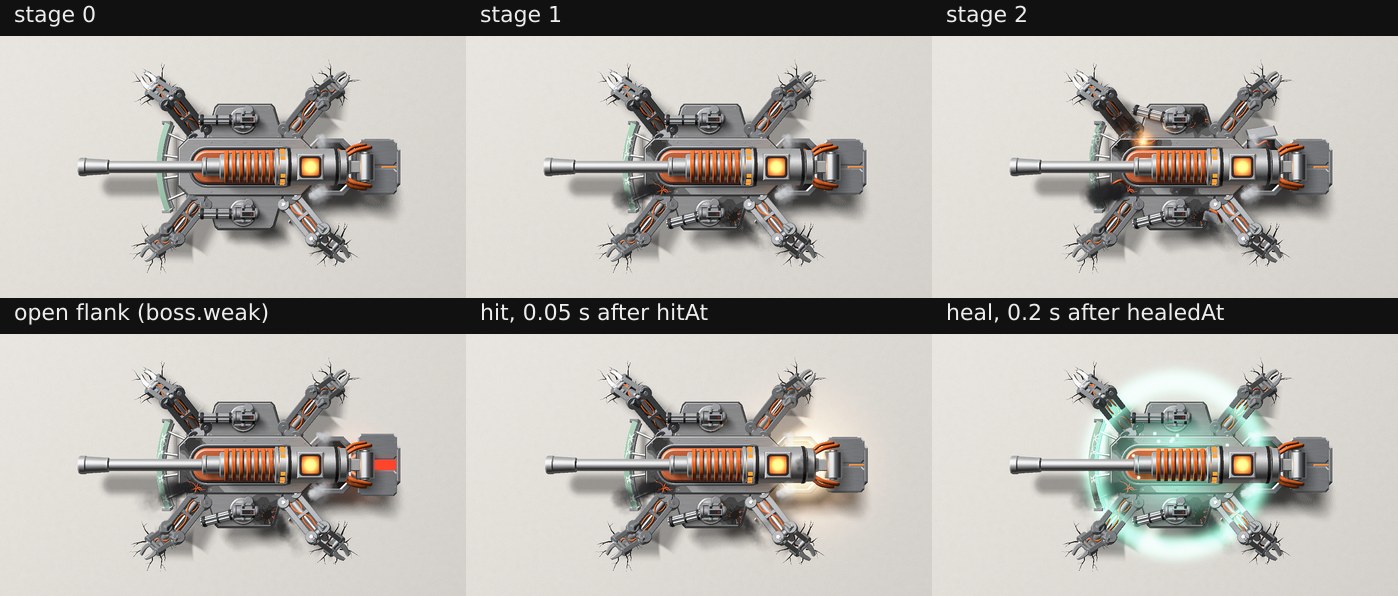 stage 0
stage 1
stage 2
open flank (boss.weak)
hit, 0.05 s after hitAt
heal, 0.2 s after healedAt